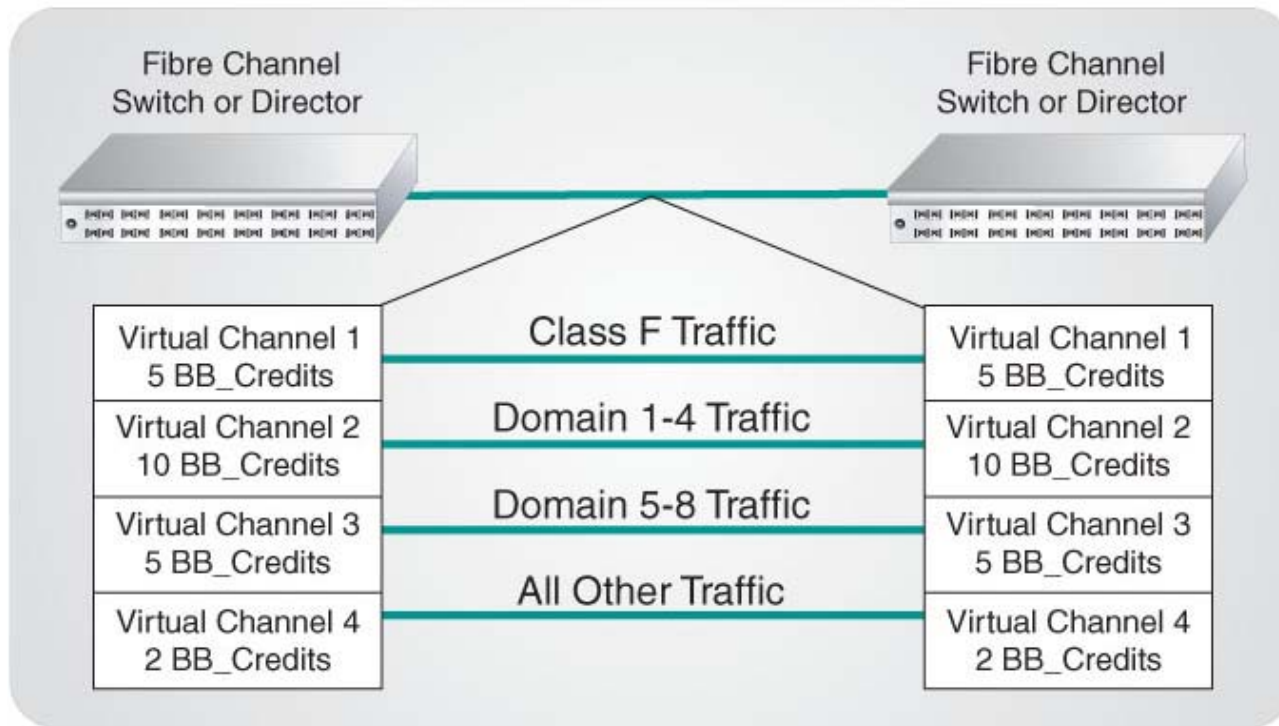 Fibre Channel
Switch or Director
Fibre Channel
Switch or Director
Virtual Channel 1
5 BB_Credits
Class F Traffic
Virtual Channel 1
5 BB_Credits
Virtual Channel 2
10 BB_Credits
Domain 1-4 Traffic
Virtual Channel 2
10 BB_Credits
Virtual Channel 3
5 BB_Credits
Domain 5-8 Traffic
Virtual Channel 3
5 BB_Credits
Virtual Channel 4
2 BB_Credits
All Other Traffic
Virtual Channel 4
2 BB_Credits